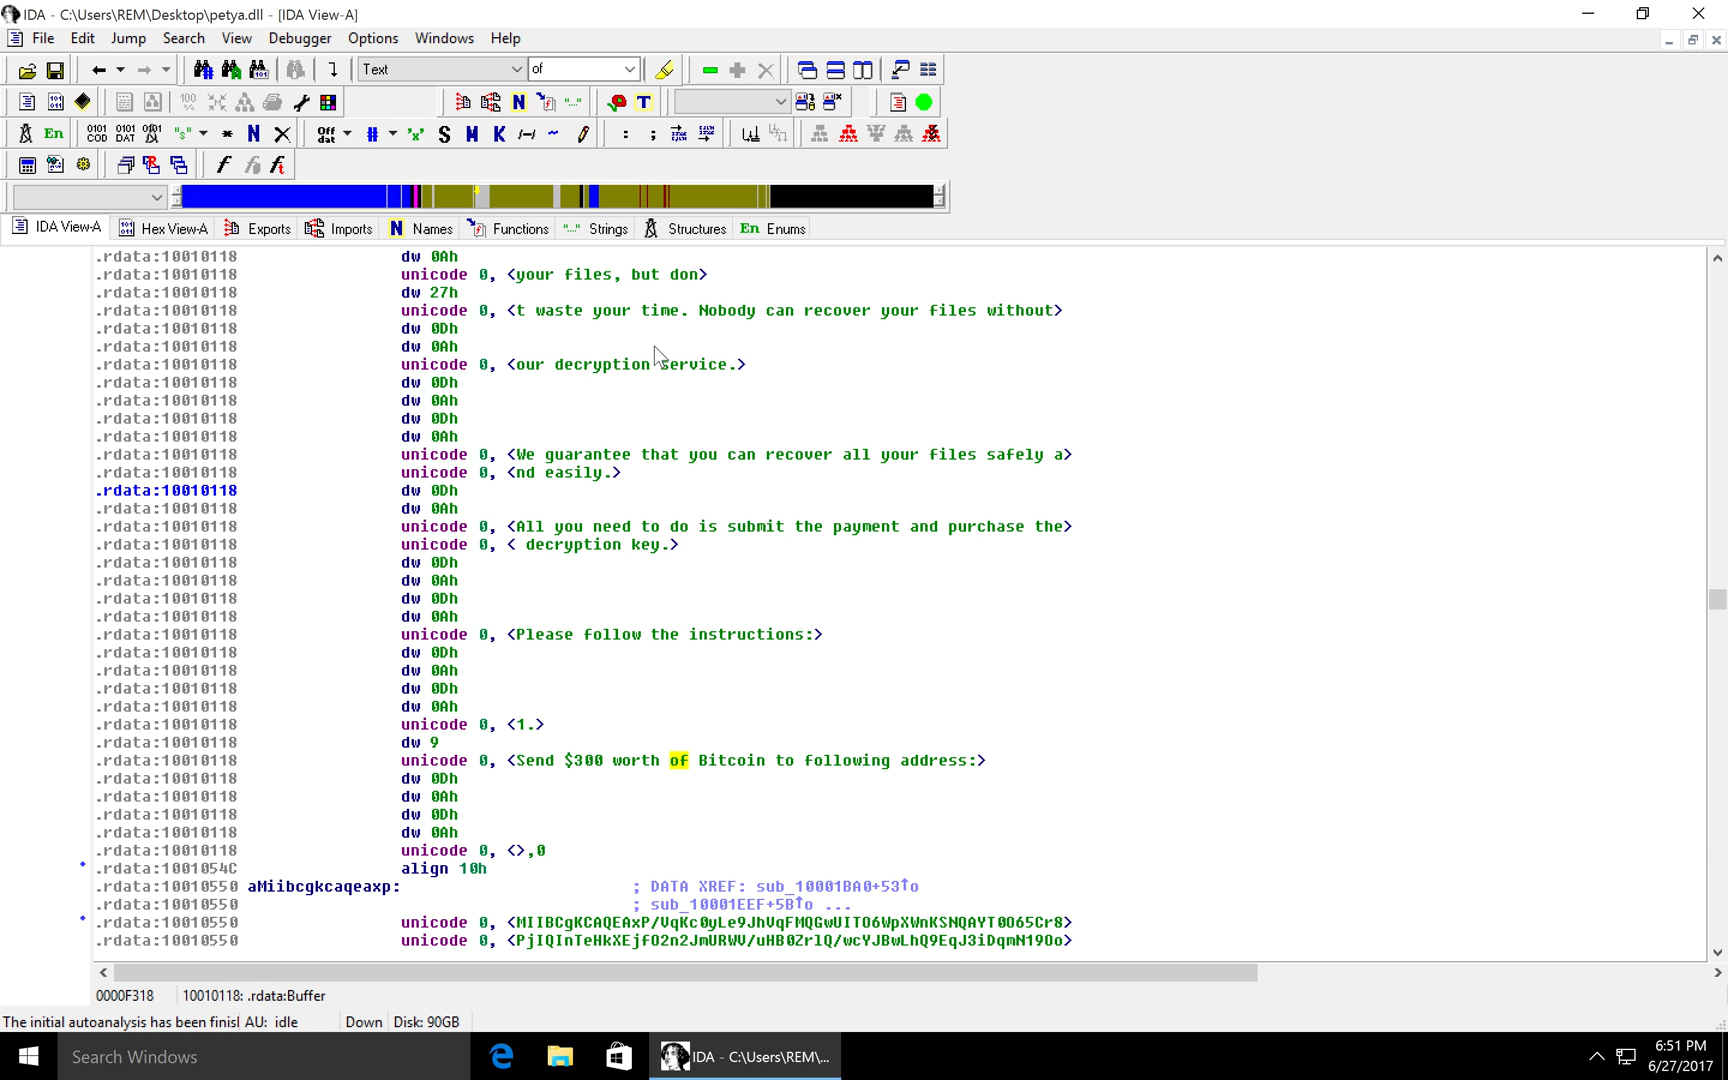 IDA - C:\Users\REM\Desktop\petya.dll - [IDA View-A]
File Edit Jump Search View Debugger Options Windows Help
Text of
IDA View-A Hex View-A Exports Imports Names Functions Strings Structures En Enums
.rdata:10010118 dw 0Ah
.rdata:10010118 unicode 0, <your files, but don>
.rdata:10010118 dw 27h
.rdata:10010118 unicode 0, <t waste your time. Nobody can recover your files without>
.rdata:10010118 dw 0Dh
.rdata:10010118 dw 0Ah
.rdata:10010118 unicode 0, <our decryption service.>
.rdata:10010118 dw 0Dh
.rdata:10010118 dw 0Ah
.rdata:10010118 dw 0Dh
.rdata:10010118 dw 0Ah
.rdata:10010118 unicode 0, <We guarantee that you can recover all your files safely a>
.rdata:10010118 unicode 0, <nd easily.>
.rdata:10010118 dw 0Dh
.rdata:10010118 dw 0Ah
.rdata:10010118 unicode 0, <All you need to do is submit the payment and purchase the>
.rdata:10010118 unicode 0, < decryption key.>
.rdata:10010118 dw 0Dh
.rdata:10010118 dw 0Ah
.rdata:10010118 dw 0Dh
.rdata:10010118 dw 0Ah
.rdata:10010118 unicode 0, <Please follow the instructions:>
.rdata:10010118 dw 0Dh
.rdata:10010118 dw 0Ah
.rdata:10010118 dw 0Dh
.rdata:10010118 dw 0Ah
.rdata:10010118 unicode 0, <1.>
.rdata:10010118 dw 9
.rdata:10010118 unicode 0, <Send $300 worth of Bitcoin to following address:>
.rdata:10010118 dw 0Dh
.rdata:10010118 dw 0Ah
.rdata:10010118 dw 0Dh
.rdata:10010118 dw 0Ah
.rdata:10010118 unicode 0, <>,0
.rdata:1001054C align 10h
.rdata:10010550 aMiibcgkcaqeaxp: ; DATA XREF: sub_10001BA0+53↑o
.rdata:10010550 ; sub_10001EEF+5B↑o ...
.rdata:10010550 unicode 0, <MIIBCgKCAQEAxP/VqKc0yLe9JhVqFMQGwUITO6WpXWnKSNQAYT0O65Cr8>
.rdata:10010550 unicode 0, <PjIQInTeHkXEjfO2n2JmURWV/uHB0ZrlQ/wcYJBwLhQ9EqJ3iDqmN19Oo>
0000F318 10010118: .rdata:Buffer
The initial autoanalysis has been finisl AU: idle Down Disk: 90GB
Search Windows IDA - C:\Users\REM\... 6:51 PM
6/27/2017